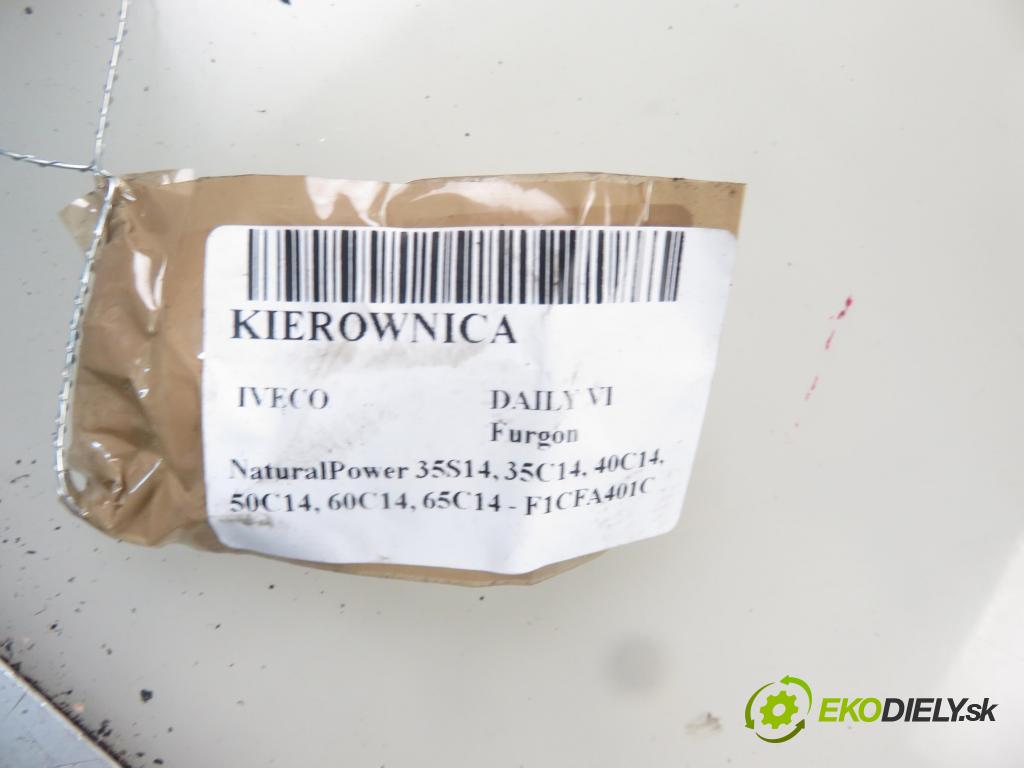 KIEROWNICA
IVECO DAILY VI
Furgon
NaturalPower 35S14, 35C14, 40C14,
50C14, 60C14, 65C14 - F1CFA401C
EKODIELY.sk